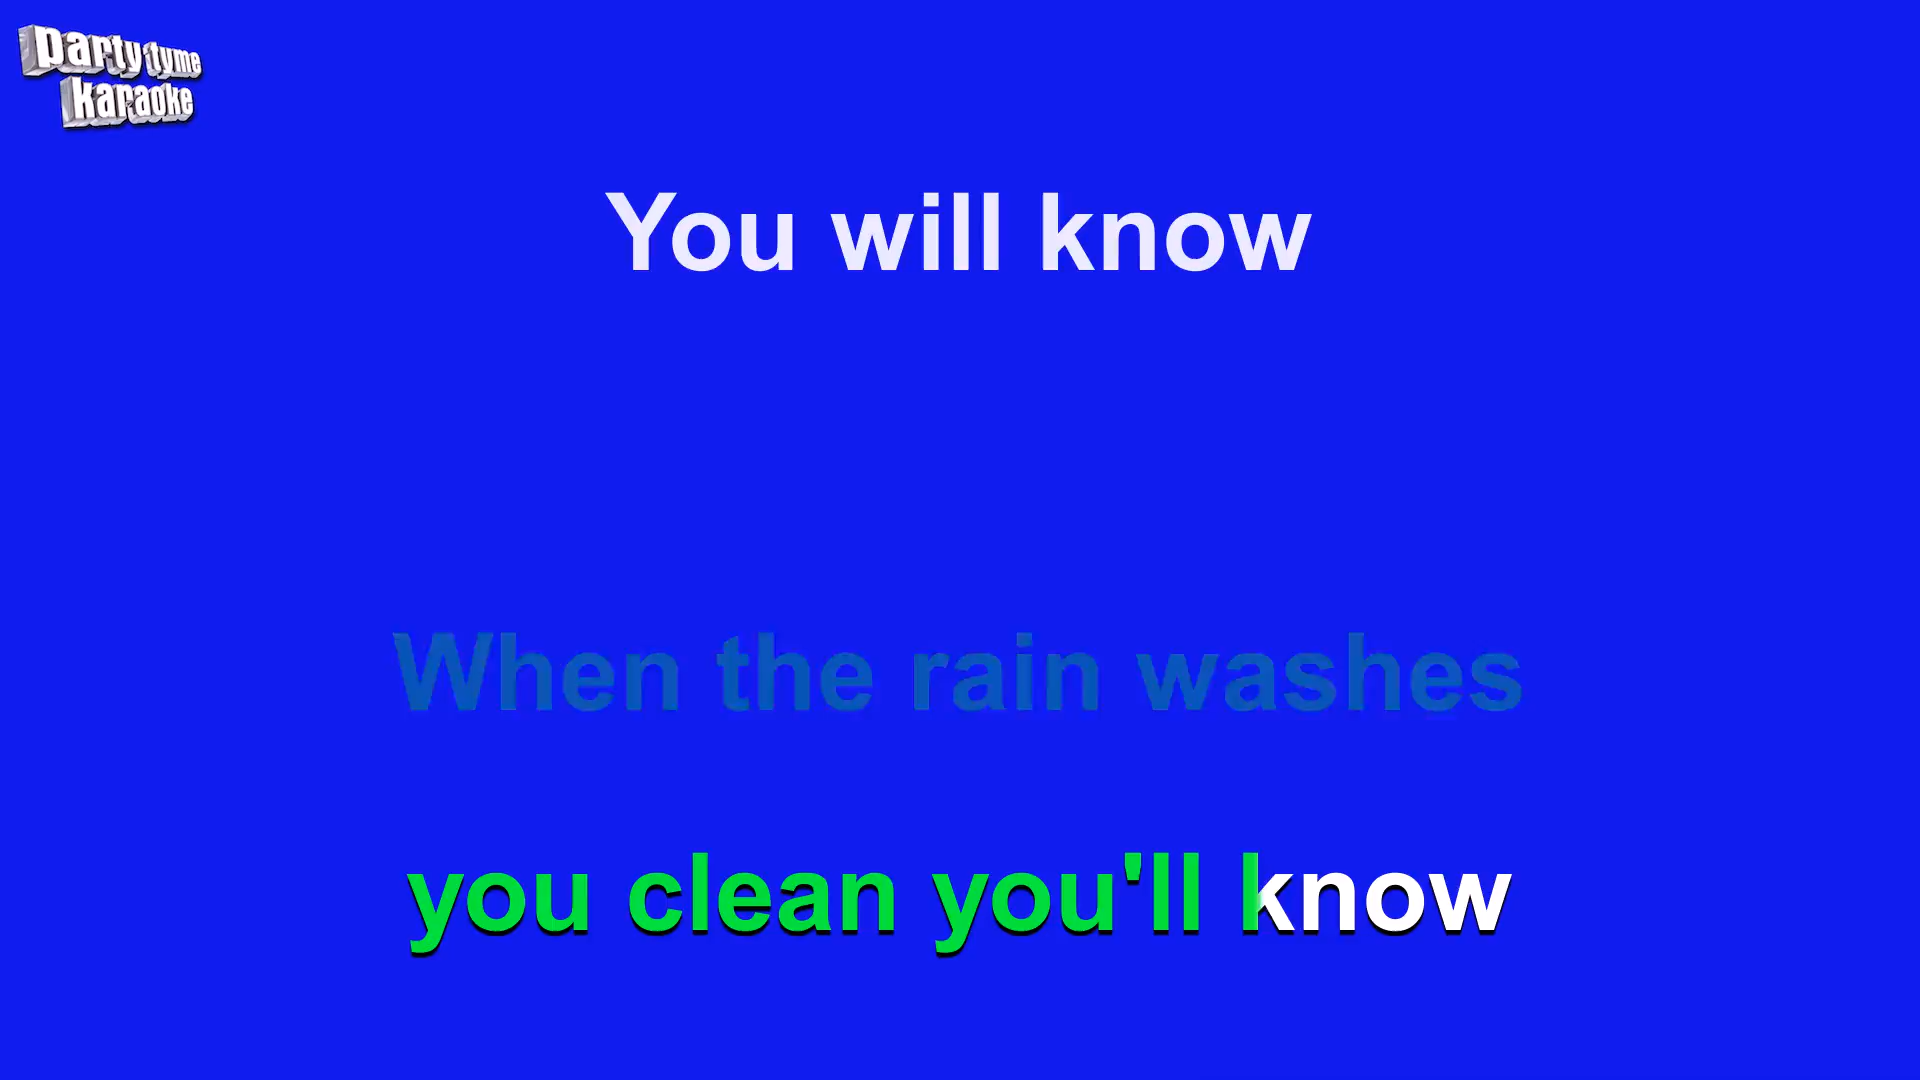 party tyme
karaoke
You will know
When the rain washes
you clean you'll know